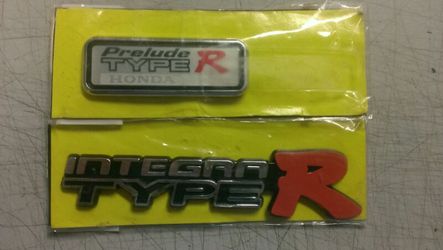 Prelude
TYPE R
HONDA
INTEGRA
TYPE R